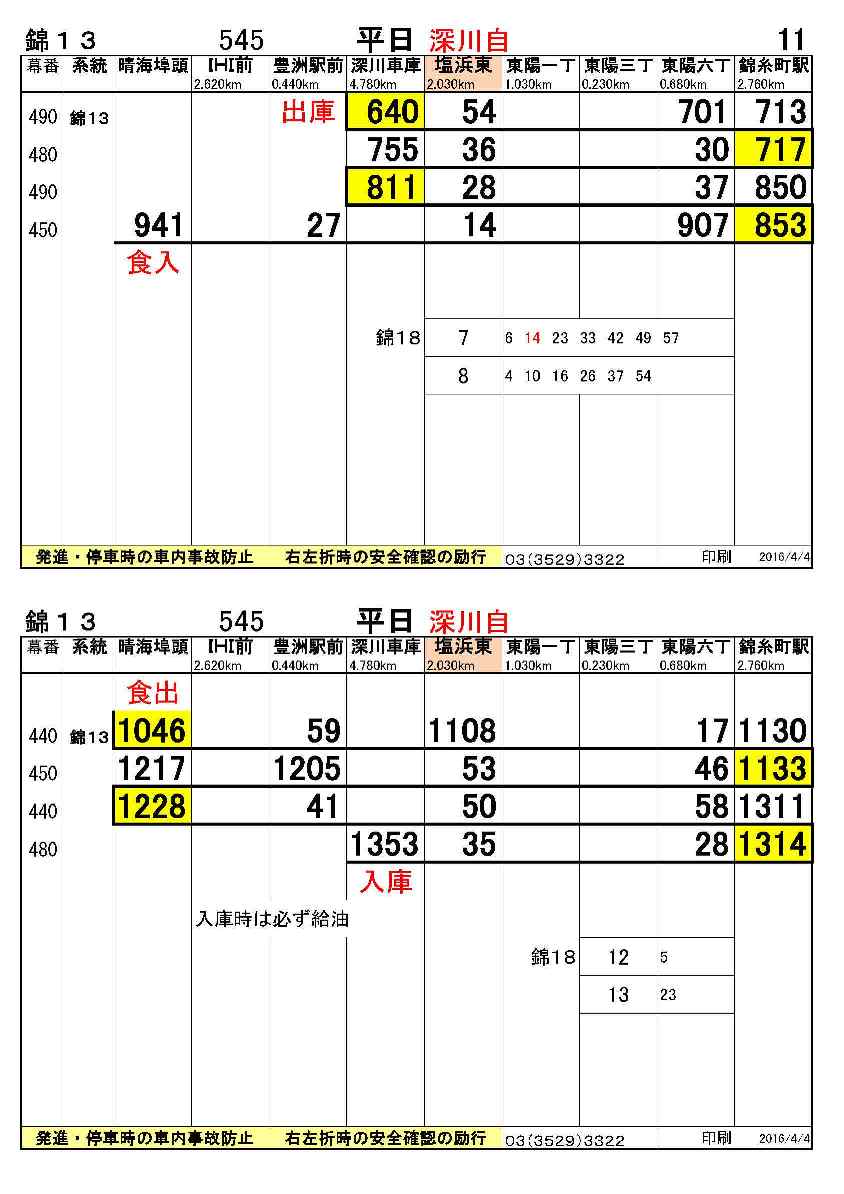 錦13 545 平日 深川自 11
幕番 系統 晴海埠頭 IHI前 豊洲駅前 深川車庫 塩浜東 東陽一丁 東陽三丁 東陽六丁 錦糸町駅
2.620km 0.440km 4.780km 2.030km 1.030km 0.230km 0.680km 2.760km
490 錦13 出庫 640 54 701 713
480 755 36 30 717
490 811 28 37 850
450 941 27 14 907 853
食入
錦18 7 6 14 23 33 42 49 57
8 4 10 16 26 37 54
発進・停車時の車内事故防止 右左折時の安全確認の励行 03(3529)3322 印刷 2016/4/4
錦13 545 平日 深川自
幕番 系統 晴海埠頭 IHI前 豊洲駅前 深川車庫 塩浜東 東陽一丁 東陽三丁 東陽六丁 錦糸町駅
2.620km 0.440km 4.780km 2.030km 1.030km 0.230km 0.680km 2.760km
食出
440 錦13 1046 59 1108 17 1130
450 1217 1205 53 46 1133
440 1228 41 50 58 1311
480 1353 35 28 1314
入庫
入庫時は必ず給油
錦18 12 5
13 23
発進・停車時の車内事故防止 右左折時の安全確認の励行 03(3529)3322 印刷 2016/4/4